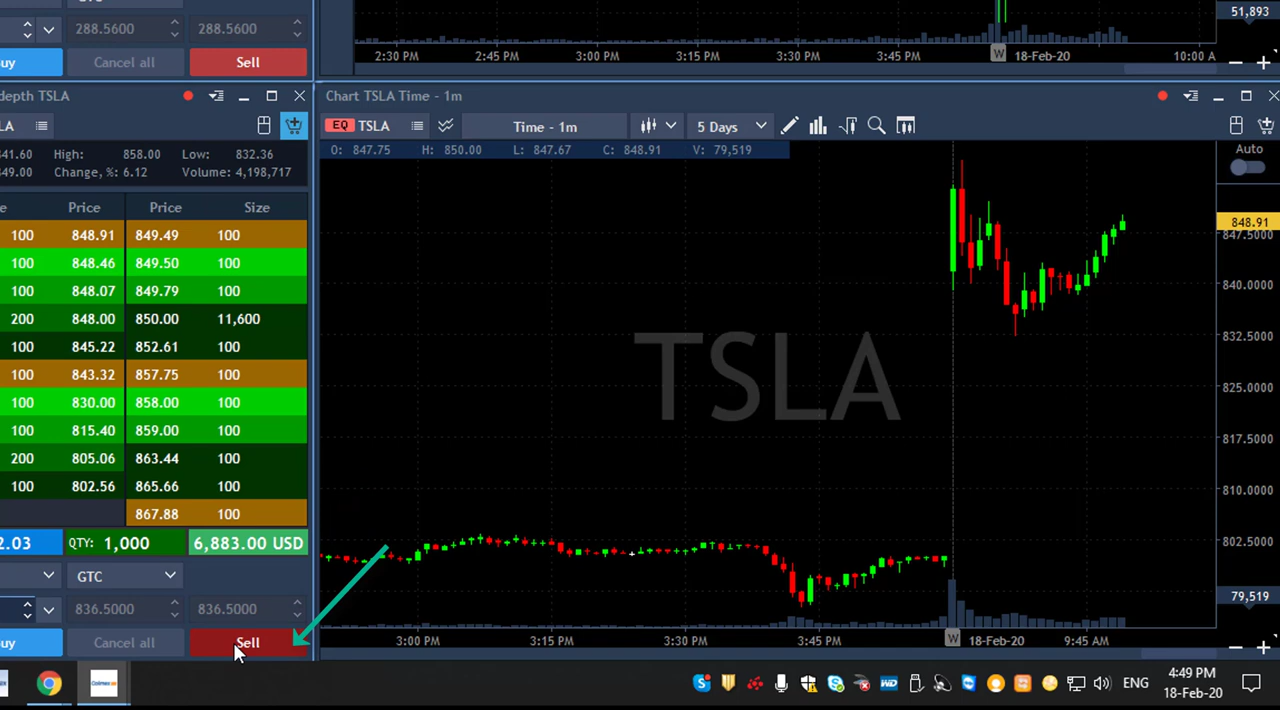 288.5600 288.5600
Cancel all Sell
51,893
2:30 PM 2:45 PM 3:00 PM 3:15 PM 3:30 PM 3:45 PM W 18-Feb-20 10:00 A
depth TSLA
Chart TSLA Time - 1m
EQ TSLA Time - 1m 5 Days
Auto
O: 847.75 H: 850.00 L: 847.67 C: 848.91 V: 79,519
High: 858.00 Low: 832.36
Change, %: 6.12 Volume: 4,198,717
Price Price Size
100 848.91 849.49 100
100 848.46 849.50 100
100 848.07 849.79 100
200 848.00 850.00 11,600
100 845.22 852.61 100
100 843.32 857.75 100
100 830.00 858.00 100
100 815.40 859.00 100
200 805.06 863.44 100
100 802.56 865.66 100
867.88 100
2.03 QTY: 1,000 6,883.00 USD
GTC
836.5000 836.5000
Cancel all Sell
TSLA
848.91
847.5000
840.0000
832.5000
825.0000
817.5000
810.0000
802.5000
79,519
3:00 PM 3:15 PM 3:30 PM 3:45 PM W 18-Feb-20 9:45 AM
WD ENG
4:49 PM
18-Feb-20